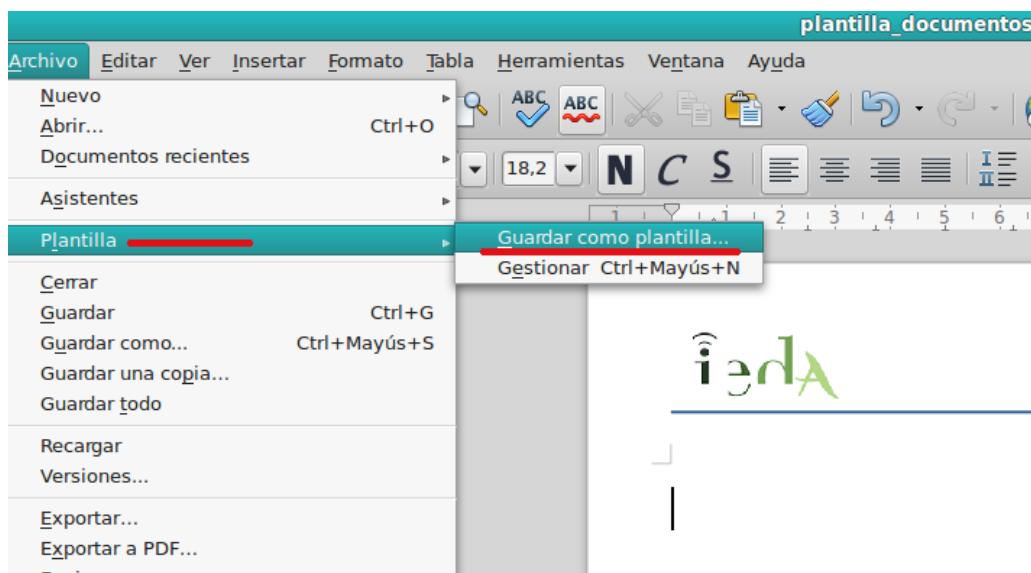 plantilla_documentos
Archivo Editar Ver Insertar Formato Tabla Herramientas Ventana Ayuda
Nuevo
Abrir... Ctrl+O
Documentos recientes
Asistentes
Plantilla
Cerrar
Guardar Ctrl+G
Guardar como... Ctrl+Mayús+S
Guardar una copia...
Guardar todo
Recargar
Versiones...
Exportar...
Exportar a PDF...
ABC ABC
18,2 N C S
1 1 2 3 4 5 6
Guardar como plantilla...
Gestionar Ctrl+Mayús+N
ieda